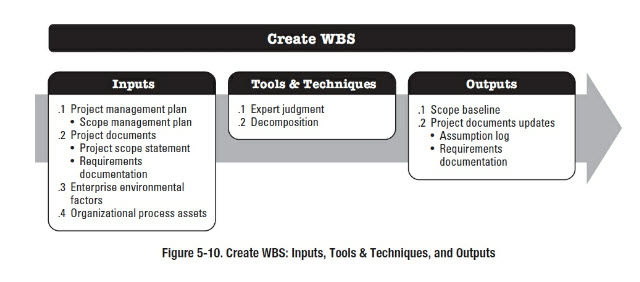 Create WBS
Inputs
.1 Project management plan
• Scope management plan
.2 Project documents
• Project scope statement
• Requirements
documentation
.3 Enterprise environmental
factors
.4 Organizational process assets
Tools & Techniques
.1 Expert judgment
.2 Decomposition
Outputs
.1 Scope baseline
.2 Project documents updates
• Assumption log
• Requirements
documentation
Figure 5-10. Create WBS: Inputs, Tools & Techniques, and Outputs